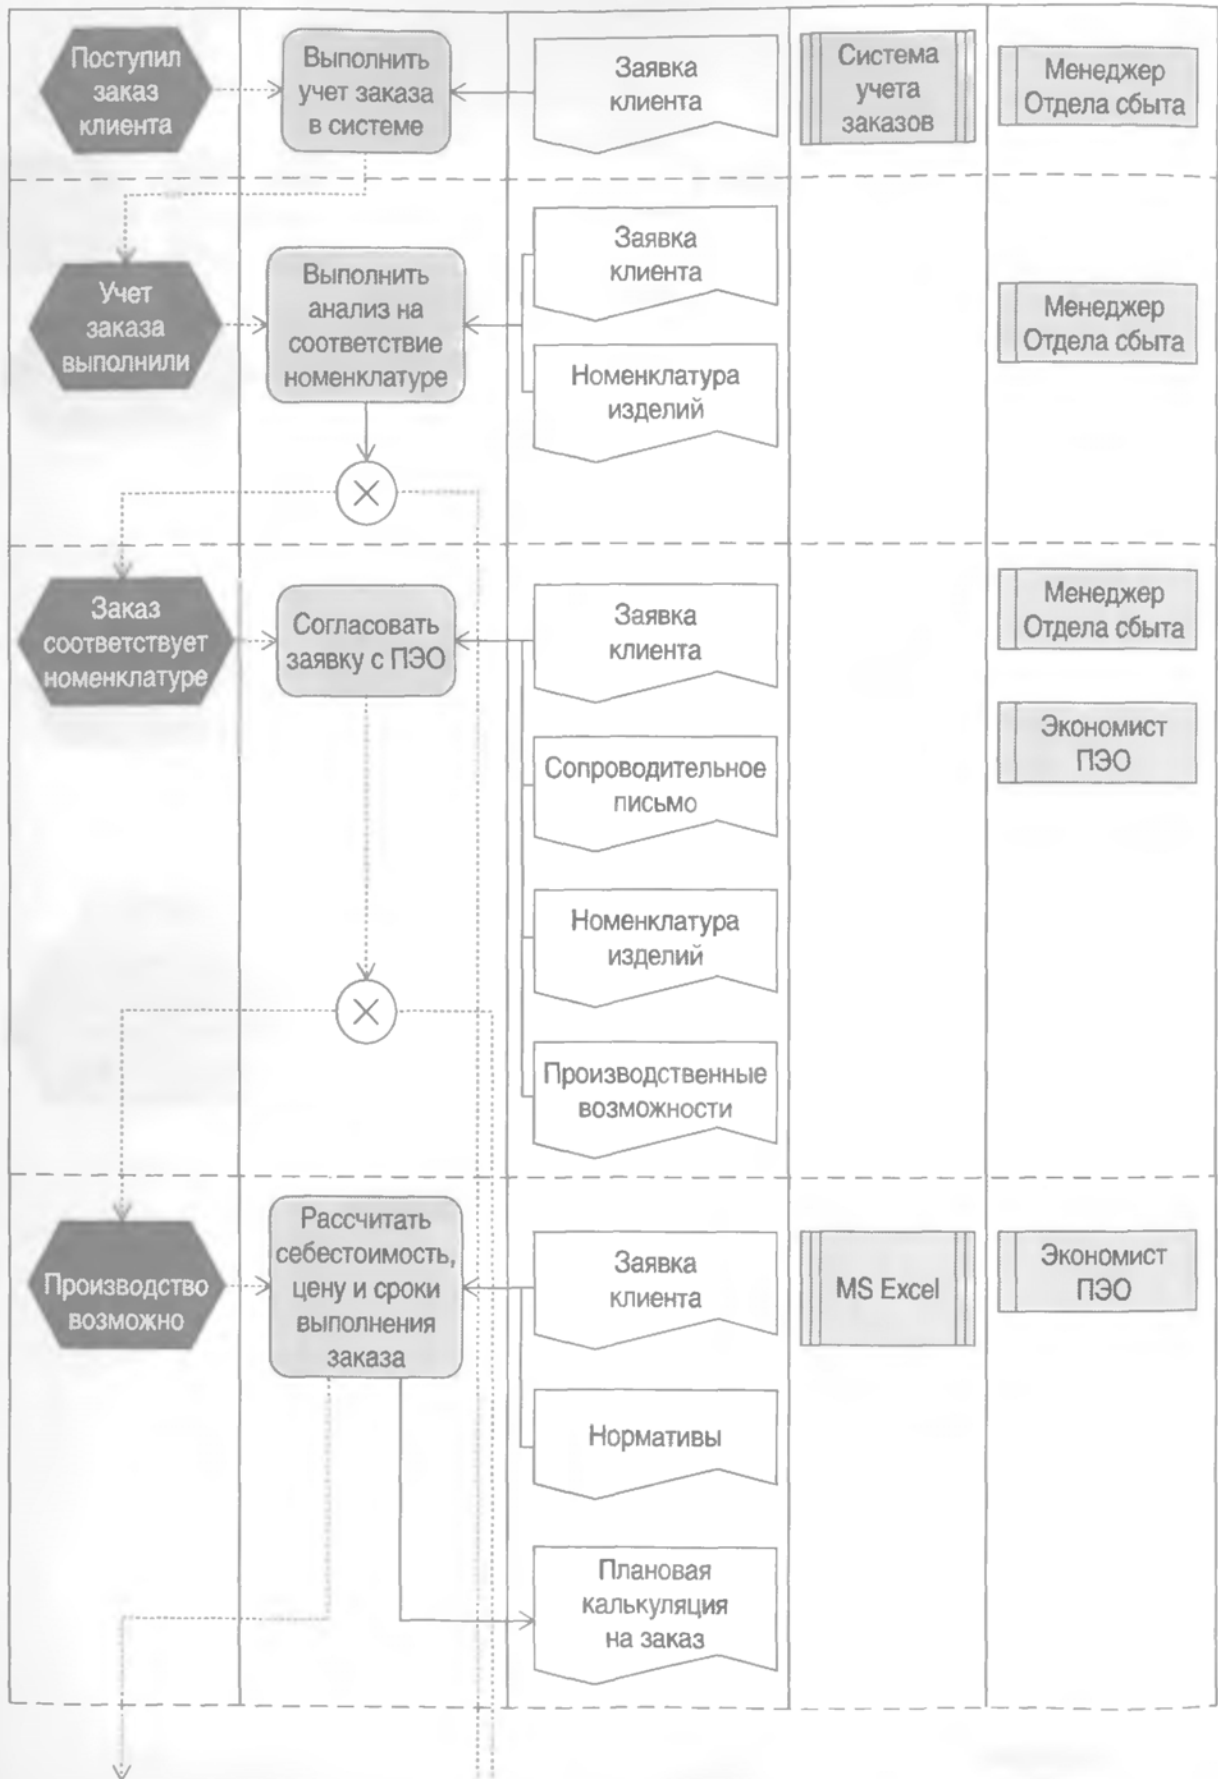 Поступил
заказ
клиента
Выполнить
учет заказа
в системе
Заявка
клиента
Система
учета
заказов
Менеджер
Отдела сбыта
Учет
заказа
выполнили
Выполнить
анализ на
соответствие
номенклатуре
Заявка
клиента
Номенклатура
изделий
Менеджер
Отдела сбыта
Заказ
соответствует
номенклатуре
Согласовать
заявку с ПЭО
Заявка
клиента
Сопроводительное
письмо
Номенклатура
изделий
Производственные
возможности
Менеджер
Отдела сбыта
Экономист
ПЭО
Производство
возможно
Рассчитать
себестоимость,
цену и сроки
выполнения
заказа
Заявка
клиента
Нормативы
Плановая
калькуляция
на заказ
MS Excel
Экономист
ПЭО